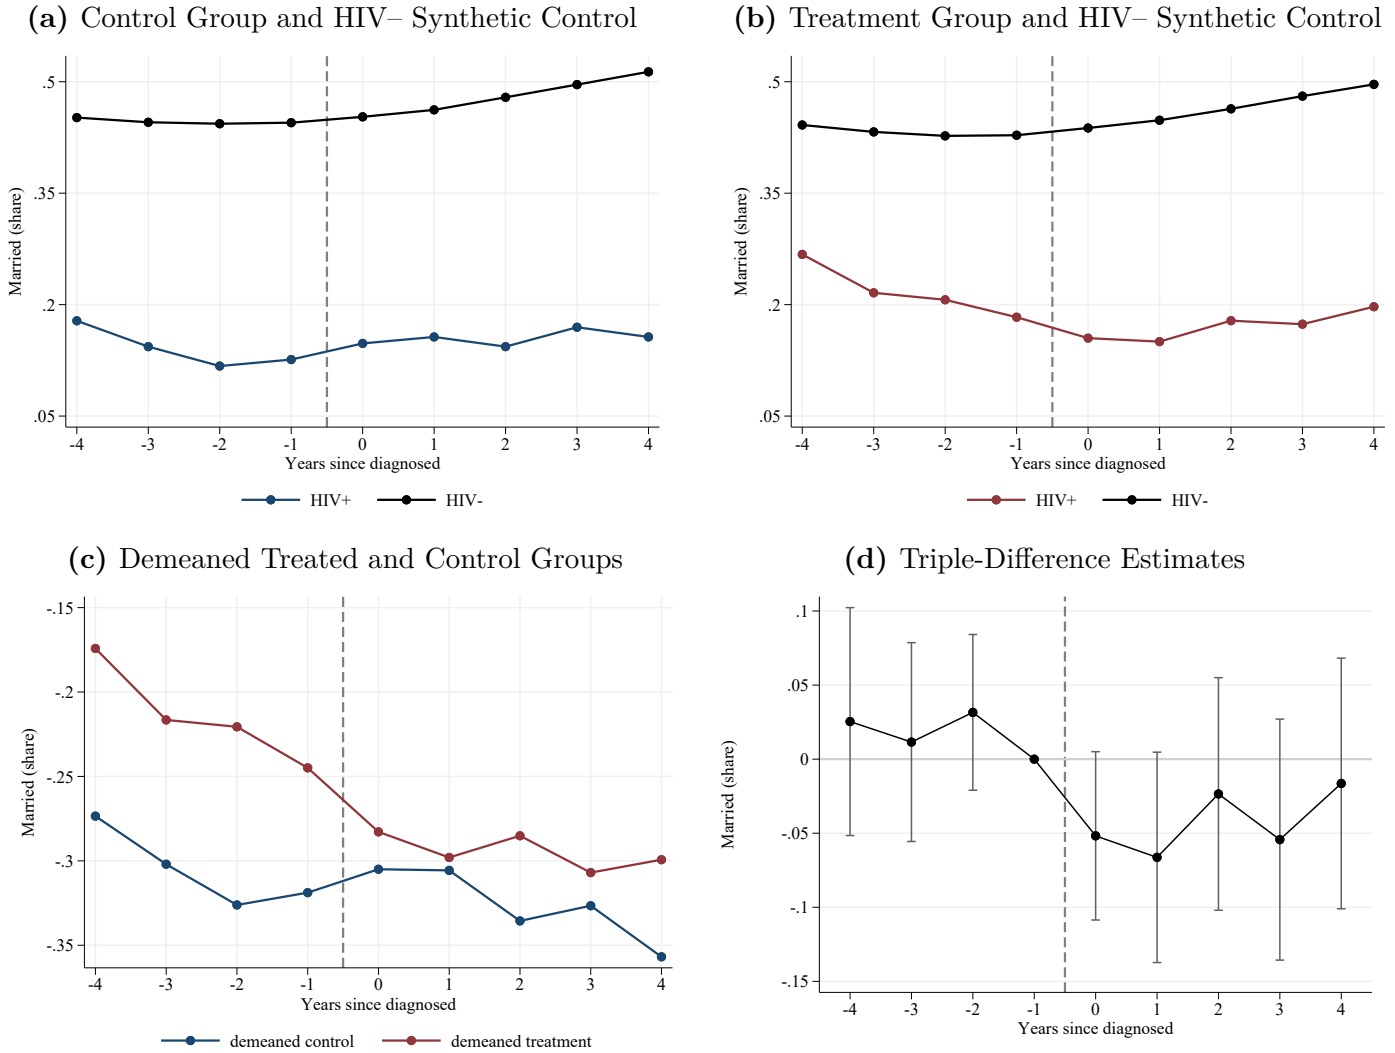 (a) Control Group and HIV– Synthetic Control
.5
.35
.2
.05
Married (share)
-4 -3 -2 -1 0 1 2 3 4
Years since diagnosed
HIV+ HIV-
(b) Treatment Group and HIV– Synthetic Control
.5
.35
.2
.05
Married (share)
-4 -3 -2 -1 0 1 2 3 4
Years since diagnosed
HIV+ HIV-
(c) Demeaned Treated and Control Groups
-.15
-.2
-.25
-.3
-.35
Married (share)
-4 -3 -2 -1 0 1 2 3 4
Years since diagnosed
demeaned control demeaned treatment
(d) Triple-Difference Estimates
.1
.05
0
-.05
-.1
-.15
Married (share)
-4 -3 -2 -1 0 1 2 3 4
Years since diagnosed